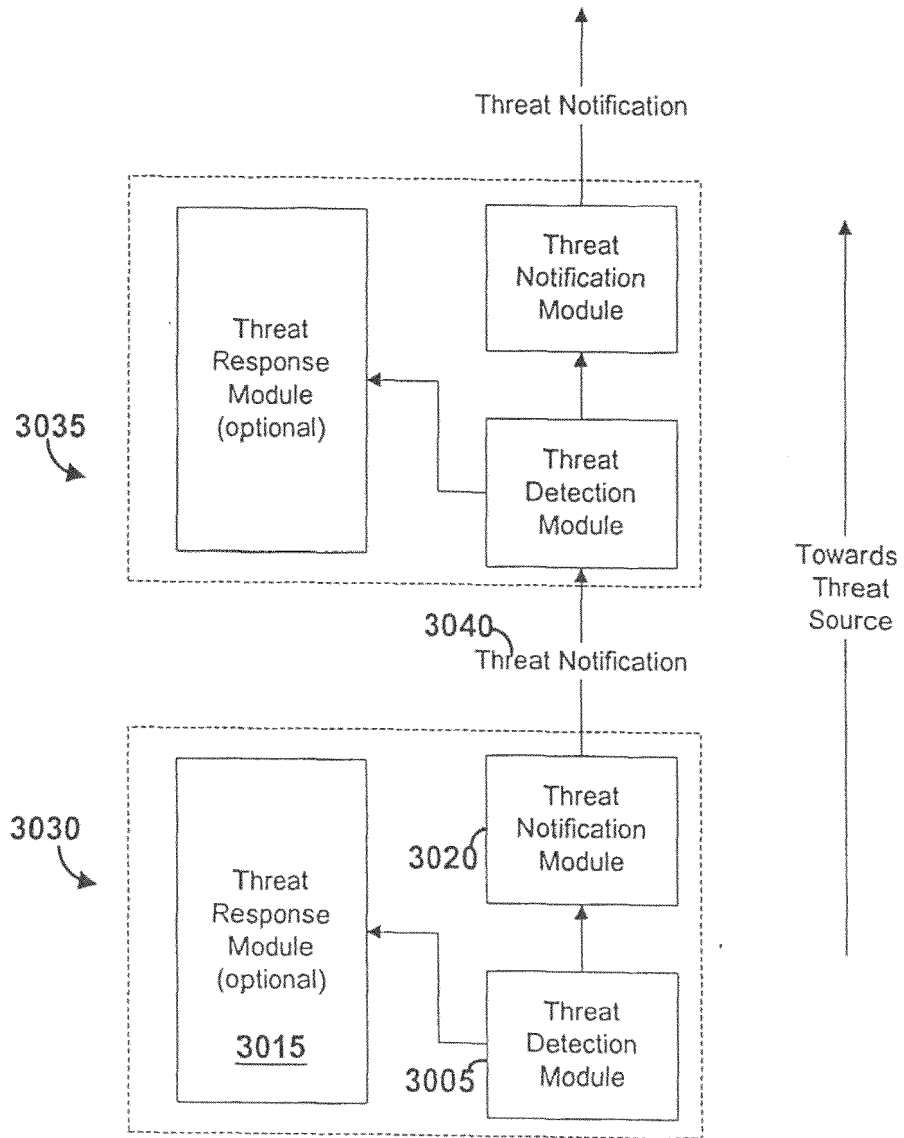 Threat Notification
Threat
Notification
Module
Threat
Response
Module
(optional)
3035
Threat
Detection
Module
Towards
Threat
Source
3040
Threat Notification
Threat
Notification
Module
3020
3030
Threat
Response
Module
(optional)
3015
Threat
Detection
Module
3005